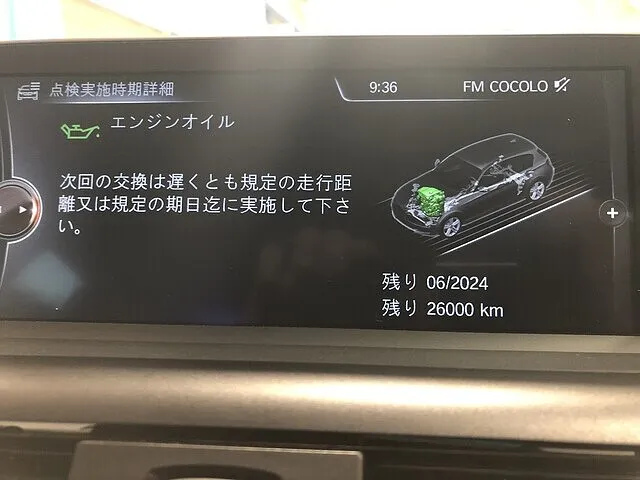 点検実施時期詳細
9:36
FM COCOLO
エンジンオイル
次回の交換は遅くとも規定の走行距
離又は規定の期日迄に実施して下さ
い。
残り 06/2024
残り 26000 km